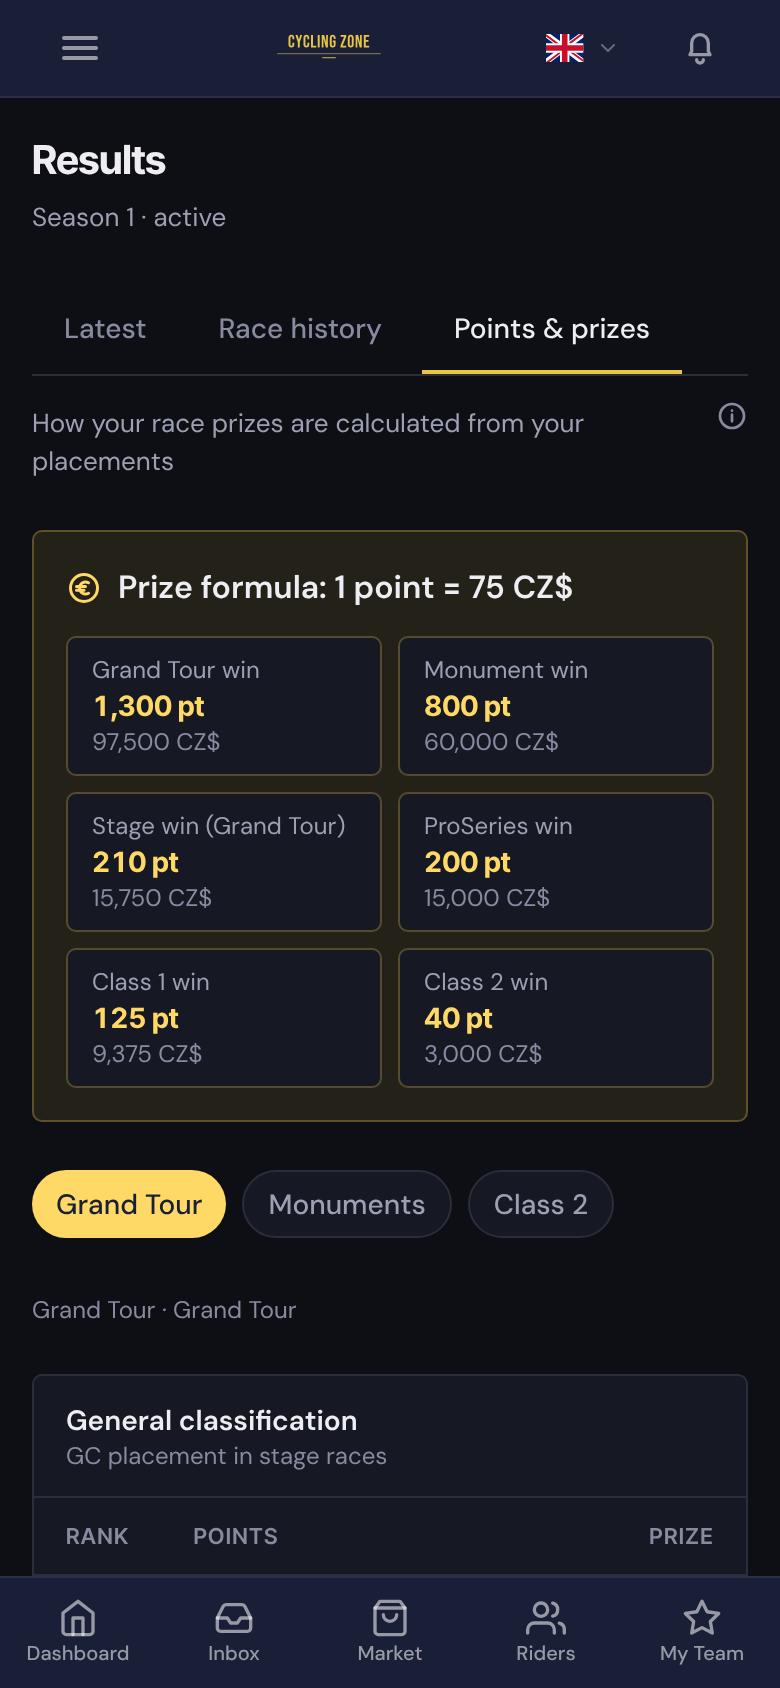 CYCLING ZONE
Results
Season 1 · active
Latest Race history Points & prizes
How your race prizes are calculated from your
placements
Prize formula: 1 point = 75 CZ$
Grand Tour win
1,300 pt
97,500 CZ$
Monument win
800 pt
60,000 CZ$
Stage win (Grand Tour)
210 pt
15,750 CZ$
ProSeries win
200 pt
15,000 CZ$
Class 1 win
125 pt
9,375 CZ$
Class 2 win
40 pt
3,000 CZ$
Grand Tour Monuments Class 2
Grand Tour · Grand Tour
General classification
GC placement in stage races
RANK POINTS PRIZE
Dashboard Inbox Market Riders My Team